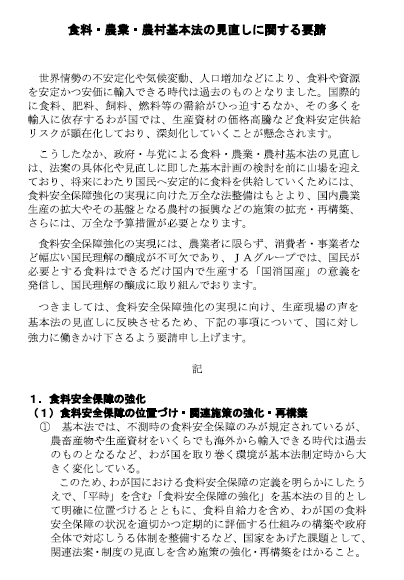 食料・農業・農村基本法の見直しに関する要請
世界情勢の不安定化や気候変動、人口増加などにより、食料や資源
を安定かつ安価に輸入できる時代は過去のものとなりました。国際的
に食料、肥料、飼料、燃料等の需給がひっ迫するなか、その多くを
輸入に依存するわが国では、生産資材の価格高騰など食料安定供給
リスクが顕在化しており、深刻化していくことが懸念されます。
こうしたなか、政府・与党による食料・農業・農村基本法の見直し
は、法案の具体化や見直しに即した基本計画の検討を前に山場を迎え
ており、将来にわたり国民へ安定的に食料を供給していくためには、
食料安全保障強化の実現に向けた万全な法整備はもとより、国内農業
生産の拡大やその基盤となる農村の振興などの施策の拡充・再構築、
さらには、万全な予算措置が必要となります。
食料安全保障強化の実現には、農業者に限らず、消費者・事業者な
ど幅広い国民理解の醸成が不可欠であり、ＪＡグループでは、国民が
必要とする食料はできるだけ国内で生産する「国消国産」の意義を
発信し、国民理解の醸成に取り組んでおります。
つきましては、食料安全保障強化の実現に向け、生産現場の声を
基本法の見直しに反映させるため、下記の事項について、国に対し
強力に働きかけ下さるよう要請申し上げます。
記
１．食料安全保障の強化
（１）食料安全保障の位置づけ・関連施策の強化・再構築
① 基本法では、不測時の食料安全保障のみが規定されているが、
農畜産物や生産資材をいくらでも海外から輸入できる時代は過去
のものとなるなど、わが国を取り巻く環境が基本法制定時から大
きく変化している。
このため、わが国における食料安全保障の定義を明らかにしたう
えで、「平時」を含む「食料安全保障の強化」を基本法の目的とし
て明確に位置づけるとともに、食料自給力を含め、わが国の食料
安全保障の状況を適切かつ定期的に評価する仕組みの構築や政府
全体で対応しうる体制を整備するなど、国家をあげた課題として、
関連法案・制度の見直しを含め施策の強化・再構築をはかること。